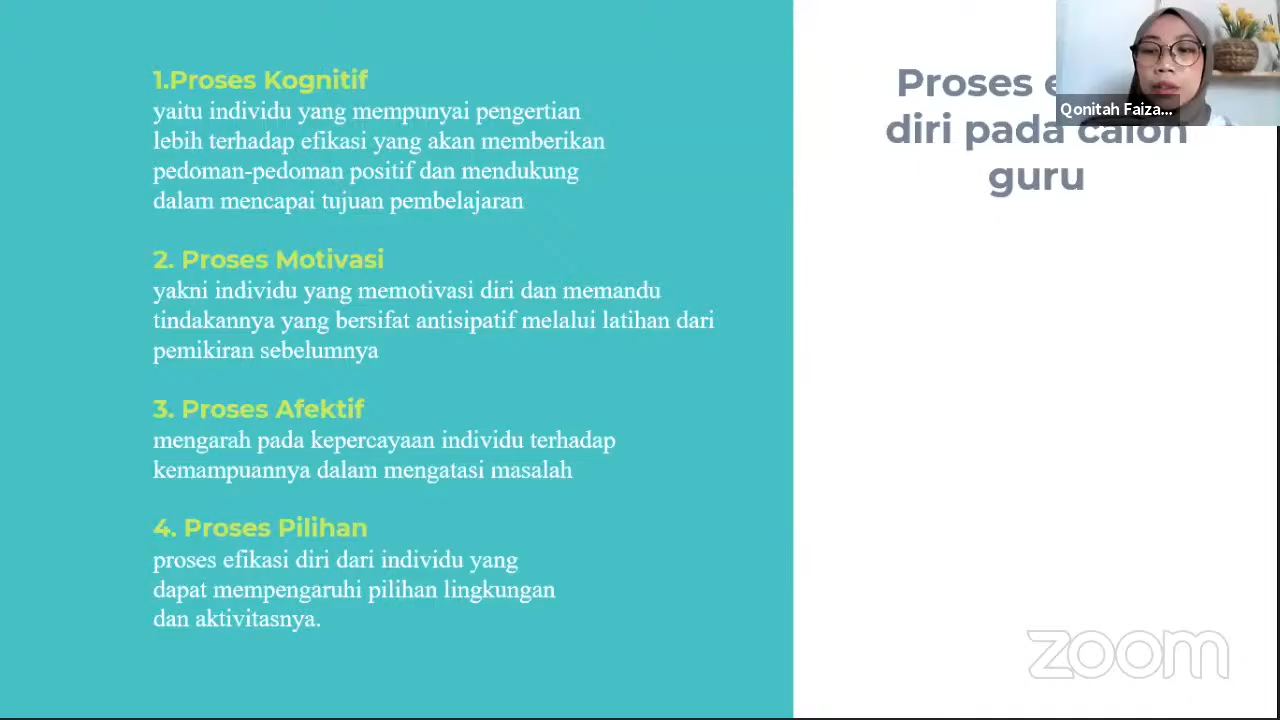 1.Proses Kognitif
yaitu individu yang mempunyai pengertian
lebih terhadap efikasi yang akan memberikan
pedoman-pedoman positif dan mendukung
dalam mencapai tujuan pembelajaran
2. Proses Motivasi
yakni individu yang memotivasi diri dan memandu
tindakannya yang bersifat antisipatif melalui latihan dari
pemikiran sebelumnya
3. Proses Afektif
mengarah pada kepercayaan individu terhadap
kemampuannya dalam mengatasi masalah
4. Proses Pilihan
proses efikasi diri dari individu yang
dapat mempengaruhi pilihan lingkungan
dan aktivitasnya.
Proses
diri pada calon
guru
Qonitah Faiza...
zoom